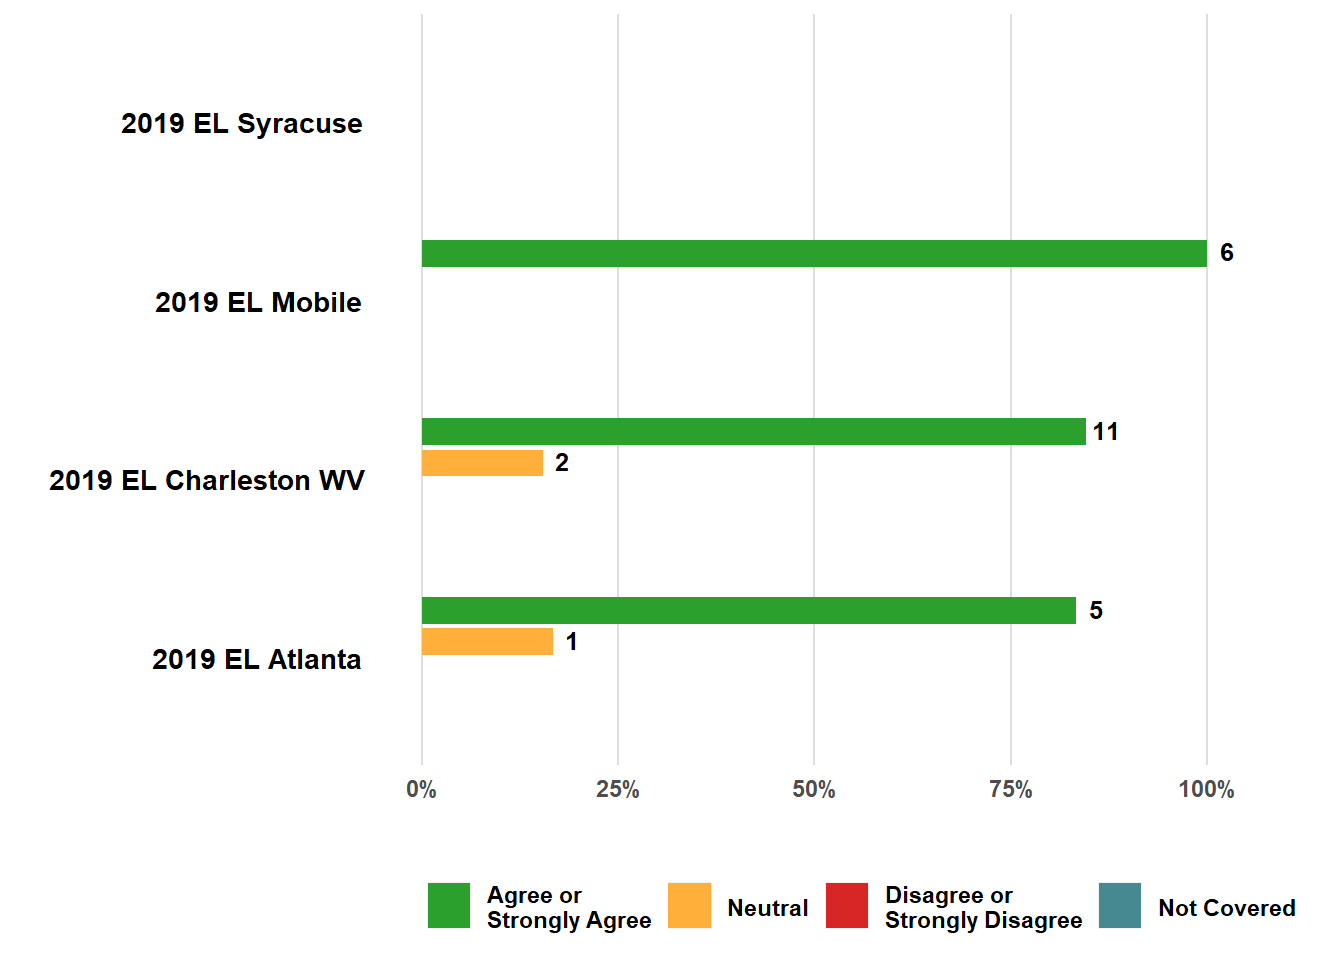 2019 EL Syracuse
6
2019 EL Mobile
11
2
2019 EL Charleston WV
5
1
2019 EL Atlanta
0% 25% 50% 75% 100%
Agree or
Strongly Agree
Neutral
Disagree or
Strongly Disagree
Not Covered